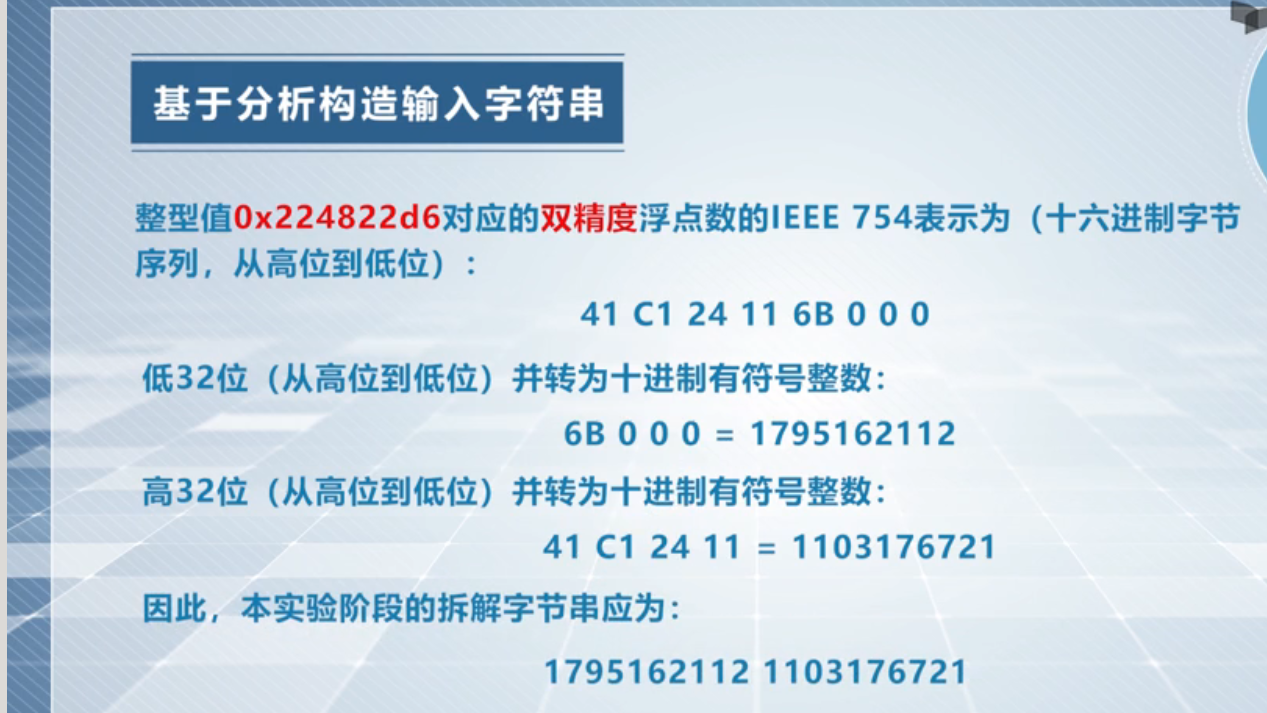 基于分析构造输入字符串
整型值0x224822d6对应的双精度浮点数的IEEE 754表示为（十六进制字节
序列，从高位到低位）：
41 C1 24 11 6B 0 0 0
低32位（从高位到低位）并转为十进制有符号整数：
6B 0 0 0 = 1795162112
高32位（从高位到低位）并转为十进制有符号整数：
41 C1 24 11 = 1103176721
因此，本实验阶段的拆解字节串应为：
1795162112 1103176721